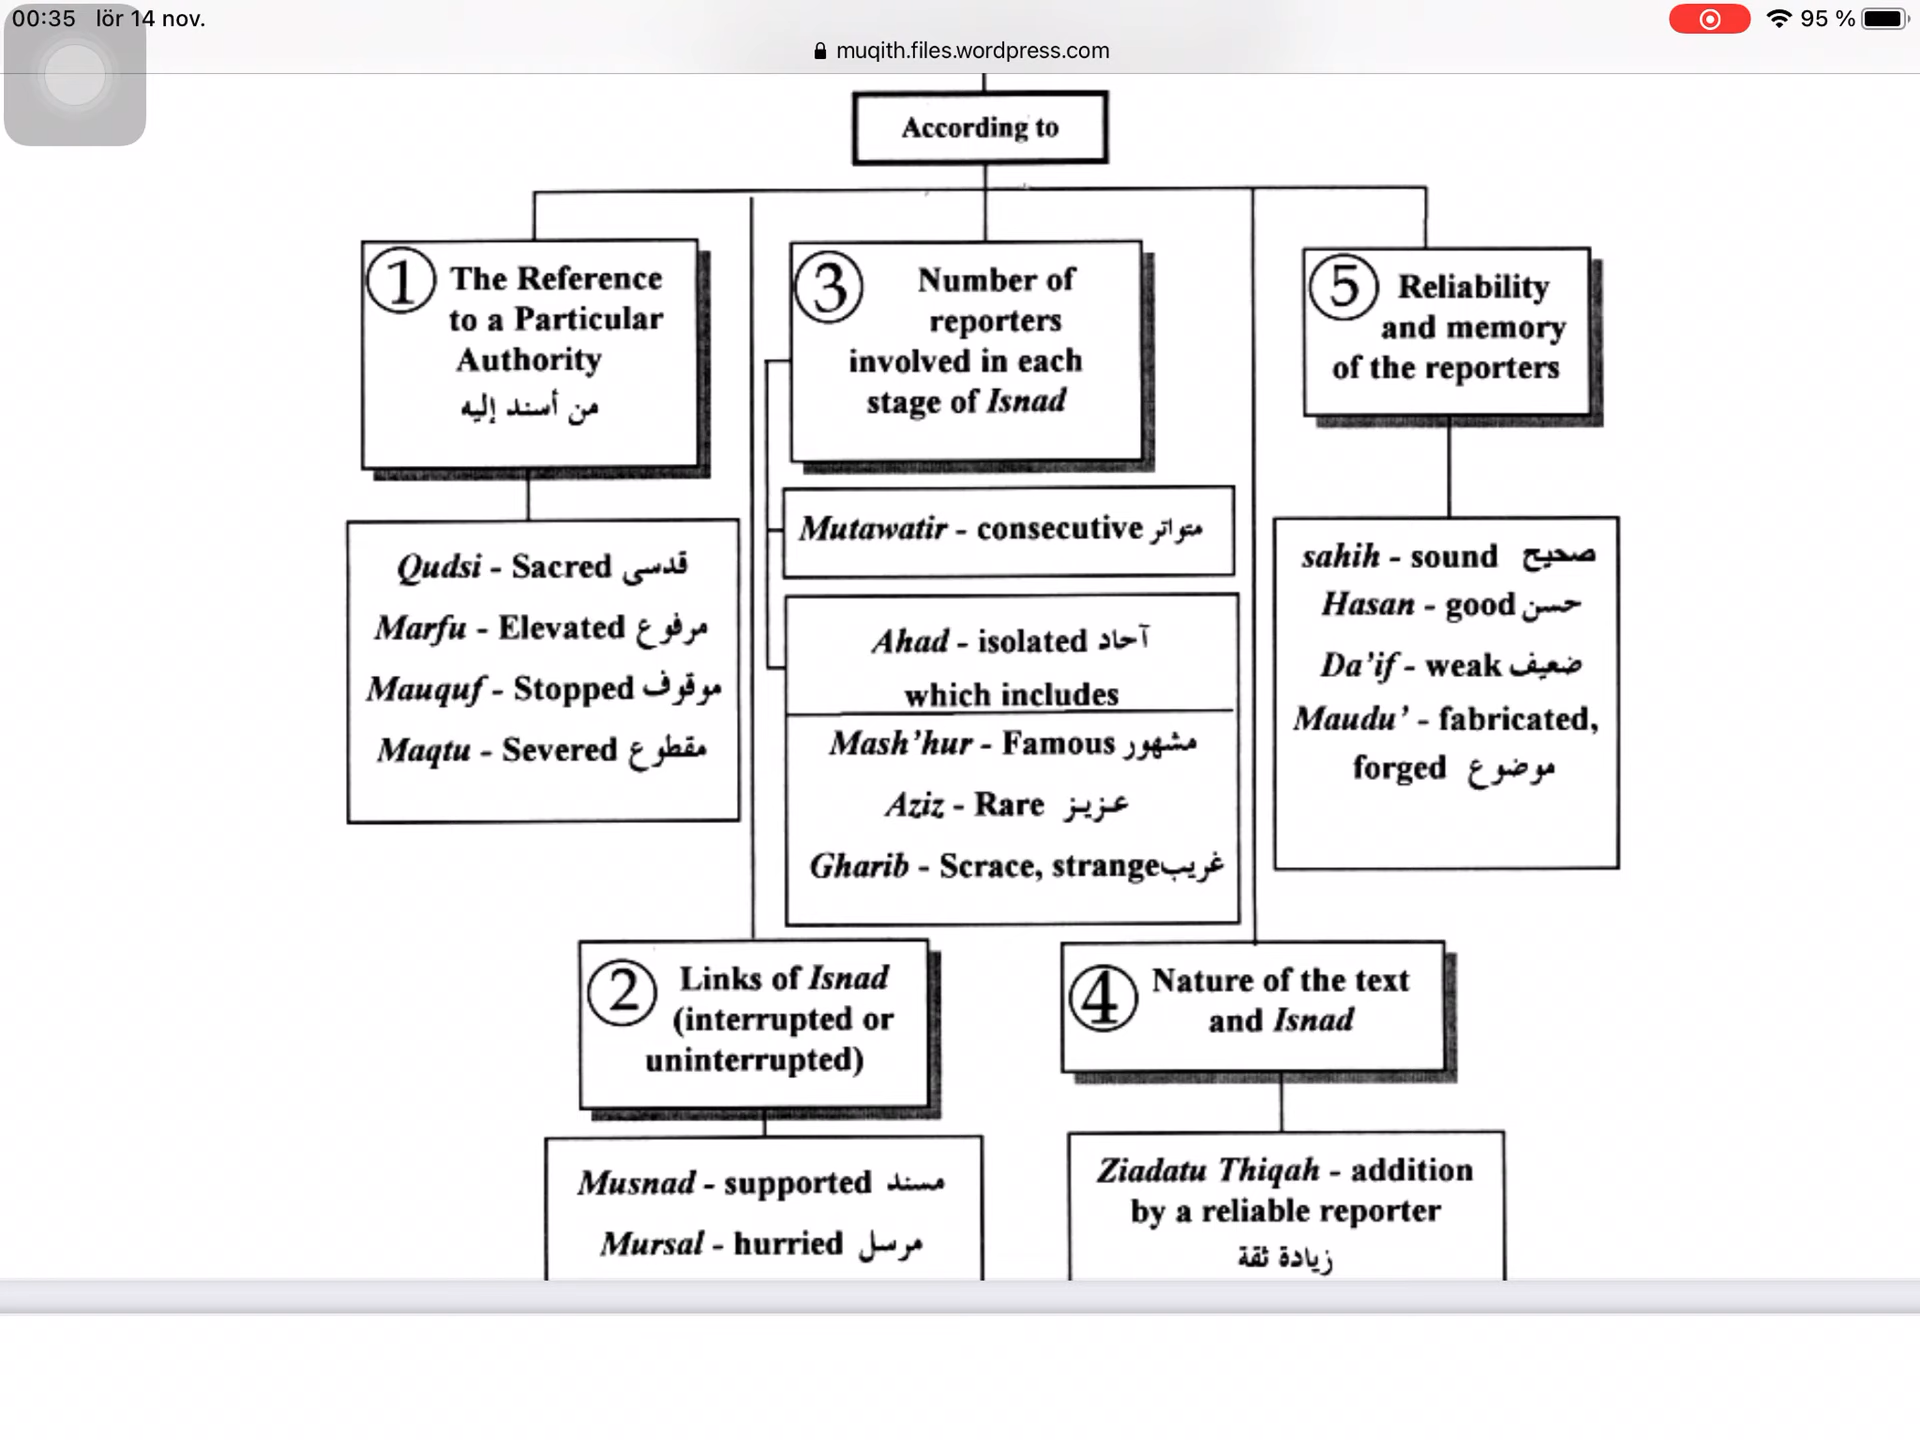 00:35 lör 14 nov.
95 %
muqith.files.wordpress.com
According to
1 The Reference
to a Particular
Authority
من أسند إليه
Qudsi - Sacred قدسى
Marfu - Elevated مرفوع
Mauquf - Stopped موقوف
Maqtu - Severed مقطوع
3 Number of
reporters
involved in each
stage of Isnad
Mutawatir - consecutive متواتر
Ahad - isolated آحاد
which includes
Mash'hur - Famous مشهور
Aziz - Rare عزيز
Gharib - Scrace, strange غريب
5 Reliability
and memory
of the reporters
sahih - sound صحيح
Hasan - good حسن
Da'if - weak ضعيف
Maudu' - fabricated,
forged موضوع
2 Links of Isnad
(interrupted or
uninterrupted)
Musnad - supported مسند
Mursal - hurried مرسل
4 Nature of the text
and Isnad
Ziadatu Thiqah - addition
by a reliable reporter
زيادة ثقة